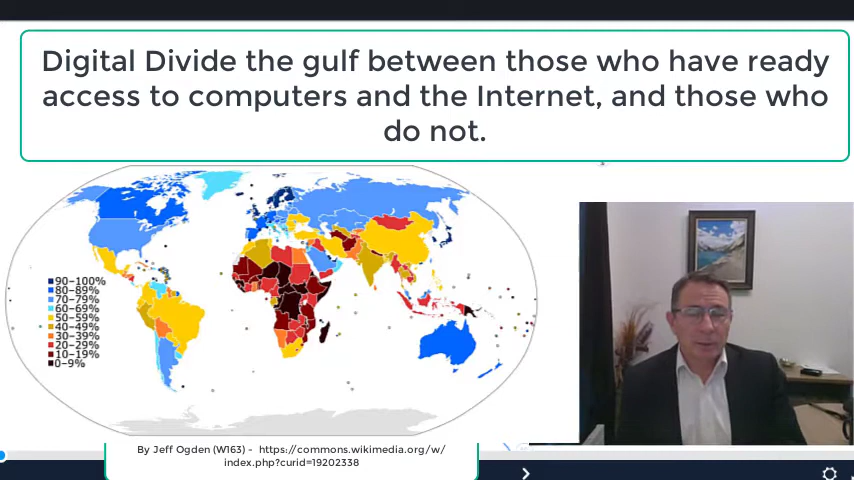 Digital Divide the gulf between those who have ready
access to computers and the Internet, and those who
do not.
90-100%
80-89%
70-79%
60-69%
50-59%
40-49%
30-39%
20-29%
10-19%
0-9%
By Jeff Ogden (W163) - https://commons.wikimedia.org/w/
index.php?curid=19202338